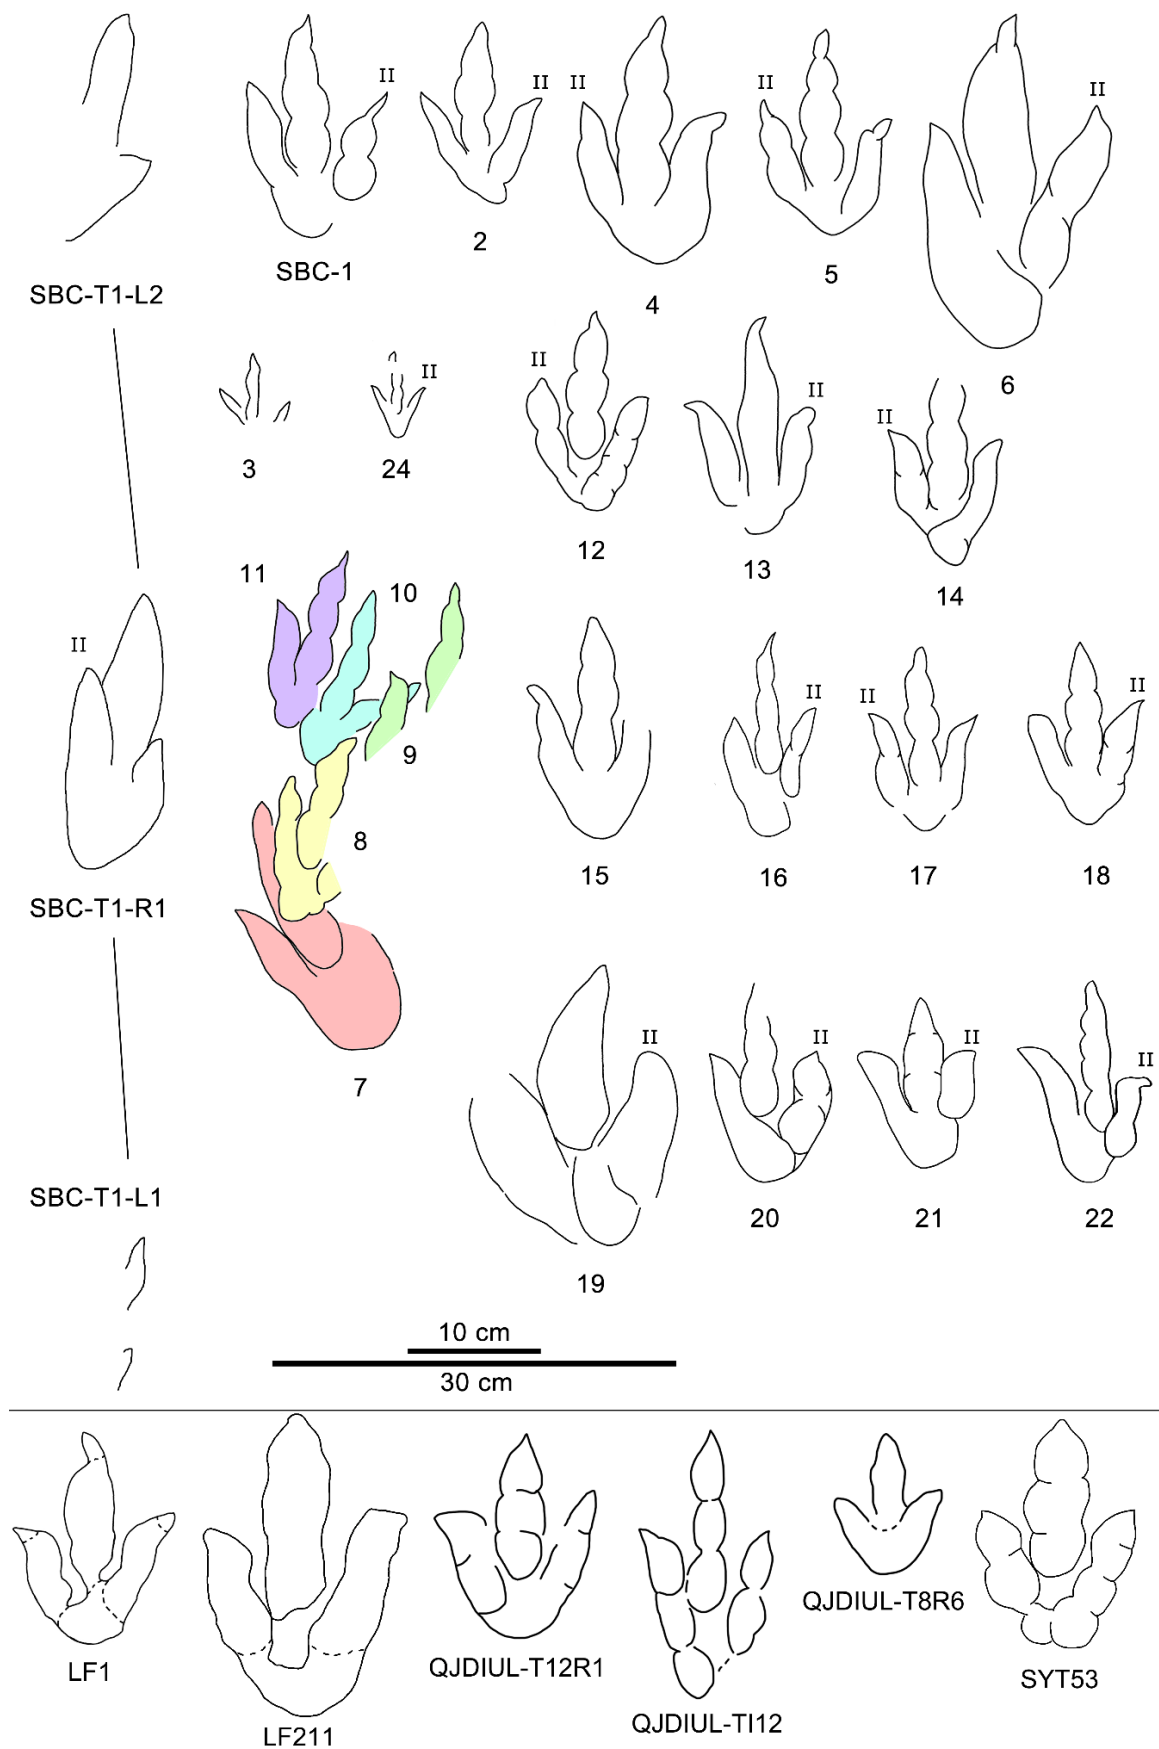 II
II
II
II
II
SBC-T1-L2
SBC-1
2
4
5
6
II
3
24
II
12
II
13
II
14
11
10
9
8
7
II
SBC-T1-R1
15
II
16
II
17
II
18
II
19
II
20
II
21
II
22
SBC-T1-L1
10 cm
30 cm
LF1
LF211
QJDIUL-T12R1
QJDIUL-TI12
QJDIUL-T8R6
SYT53